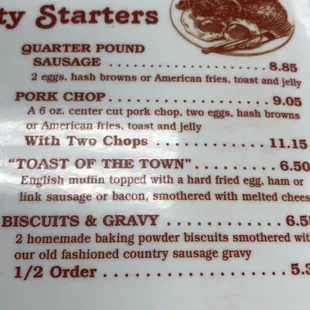 ty Starters
QUARTER POUND
SAUSAGE ........................ 8.85
2 eggs, hash browns or American fries, toast and jelly
PORK CHOP ........................ 9.05
A 6 oz. center cut pork chop, two eggs, hash browns
or American fries, toast and jelly
With Two Chops .................. 11.15
"TOAST OF THE TOWN" ............ 6.50
English muffin topped with a hard fried egg, ham or
link sausage or bacon, smothered with melted chees
BISCUITS & GRAVY ................ 6.5
2 homemade baking powder biscuits smothered wit
our old fashioned country sausage gravy
1/2 Order ........................ 5.3